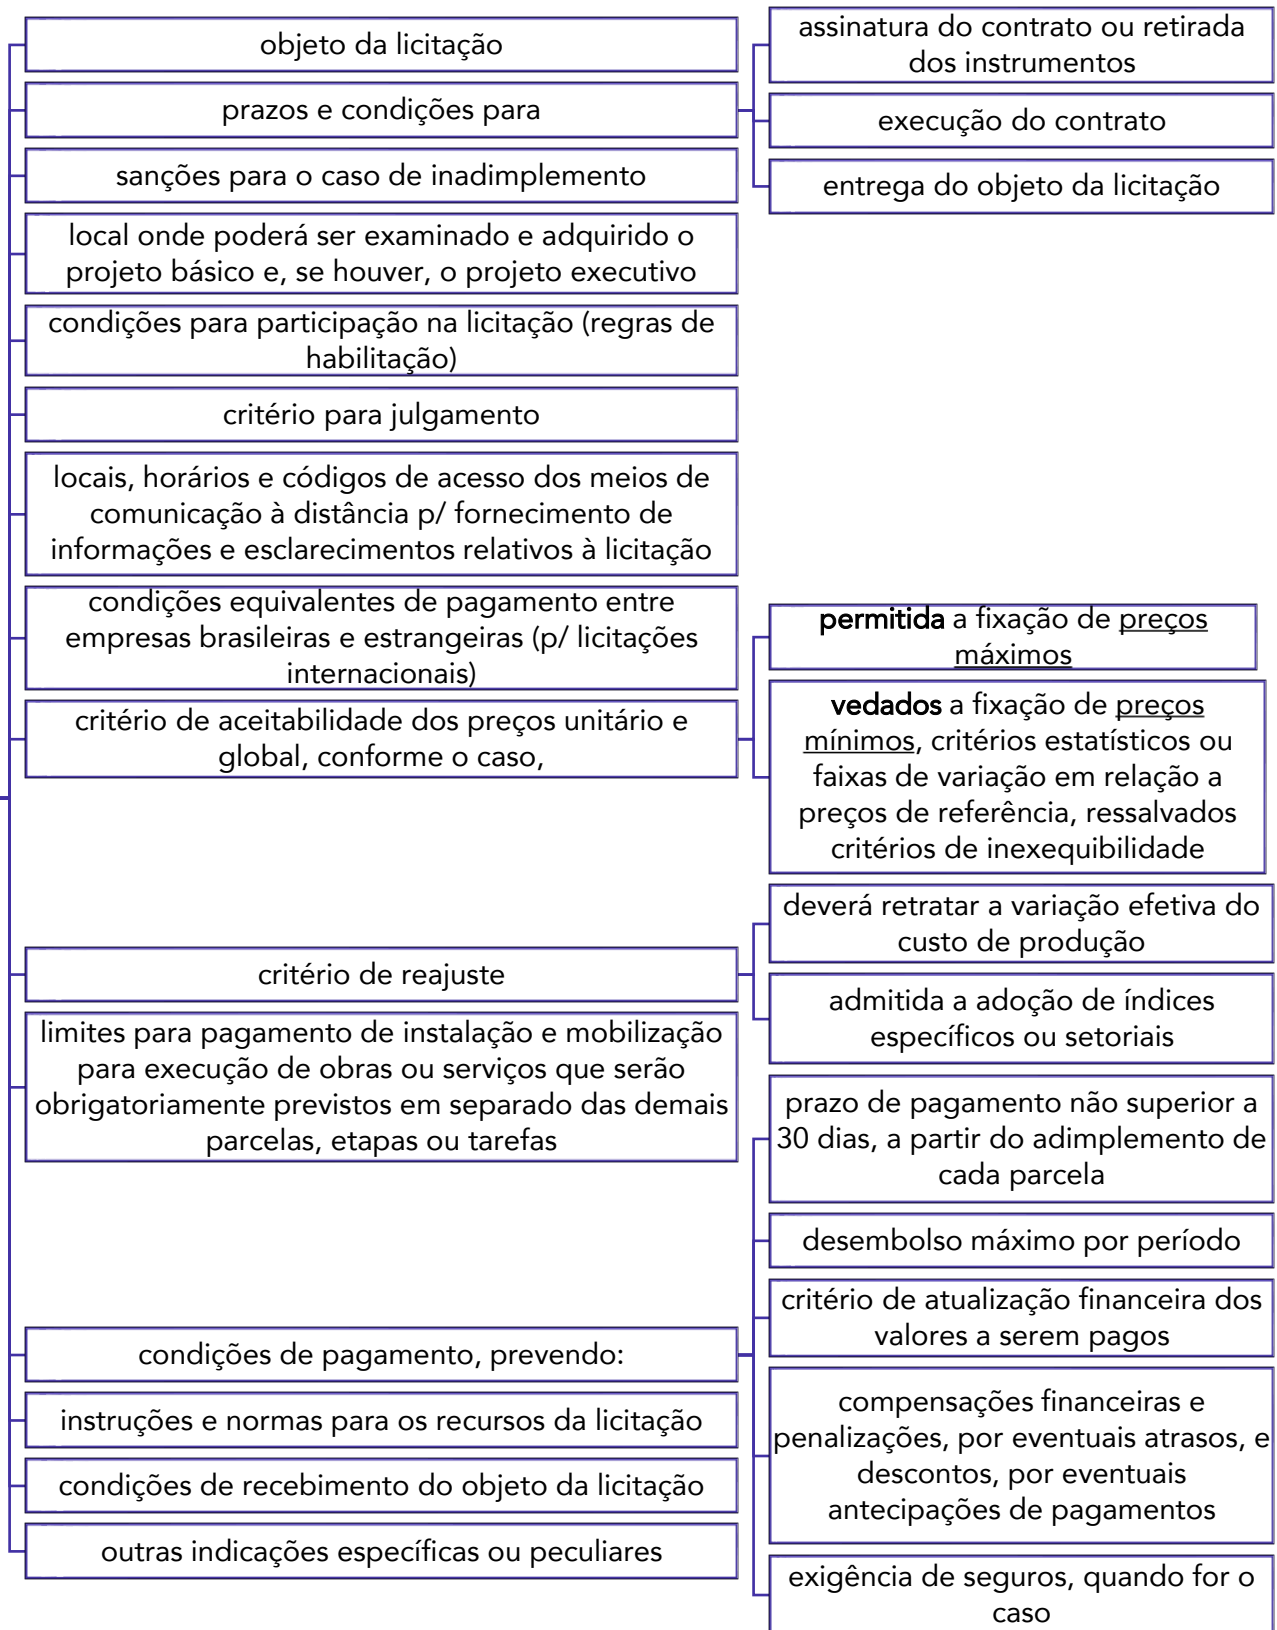 objeto da licitação
prazos e condições para
assinatura do contrato ou retirada
dos instrumentos
execução do contrato
entrega do objeto da licitação
sanções para o caso de inadimplemento
local onde poderá ser examinado e adquirido o
projeto básico e, se houver, o projeto executivo
condições para participação na licitação (regras de
habilitação)
critério para julgamento
locais, horários e códigos de acesso dos meios de
comunicação à distância p/ fornecimento de
informações e esclarecimentos relativos à licitação
condições equivalentes de pagamento entre
empresas brasileiras e estrangeiras (p/ licitações
internacionais)
critério de aceitabilidade dos preços unitário e
global, conforme o caso,
permitida a fixação de preços
máximos
vedados a fixação de preços
mínimos, critérios estatísticos ou
faixas de variação em relação a
preços de referência, ressalvados
critérios de inexequibilidade
critério de reajuste
deverá retratar a variação efetiva do
custo de produção
admitida a adoção de índices
específicos ou setoriais
limites para pagamento de instalação e mobilização
para execução de obras ou serviços que serão
obrigatoriamente previstos em separado das demais
parcelas, etapas ou tarefas
condições de pagamento, prevendo:
prazo de pagamento não superior a
30 dias, a partir do adimplemento de
cada parcela
desembolso máximo por período
critério de atualização financeira dos
valores a serem pagos
compensações financeiras e
penalizações, por eventuais atrasos, e
descontos, por eventuais
antecipações de pagamentos
exigência de seguros, quando for o
caso
instruções e normas para os recursos da licitação
condições de recebimento do objeto da licitação
outras indicações específicas ou peculiares